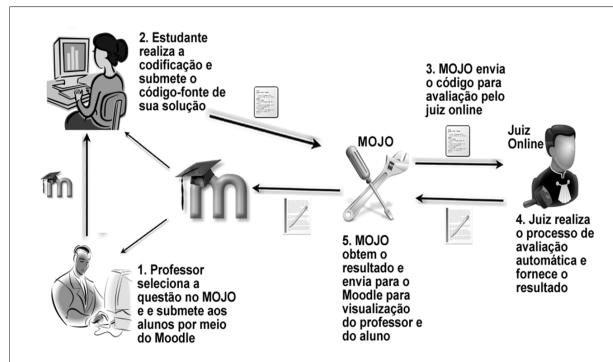 2. Estudante
realiza a
codificação e
submete o
código-fonte de
sua solução
3. MOJO envia
o código para
avaliação pelo
juiz online
MOJO
Juiz
Online
m
m
4. Juiz realiza
o processo de
avaliação
automática e
fornece o
resultado
1. Professor
seleciona a
questão no MOJO
e e submete aos
alunos por meio
do Moodle
5. MOJO
obtem o
resultado e
envia para o
Moodle para
visualização
do professor e
do aluno